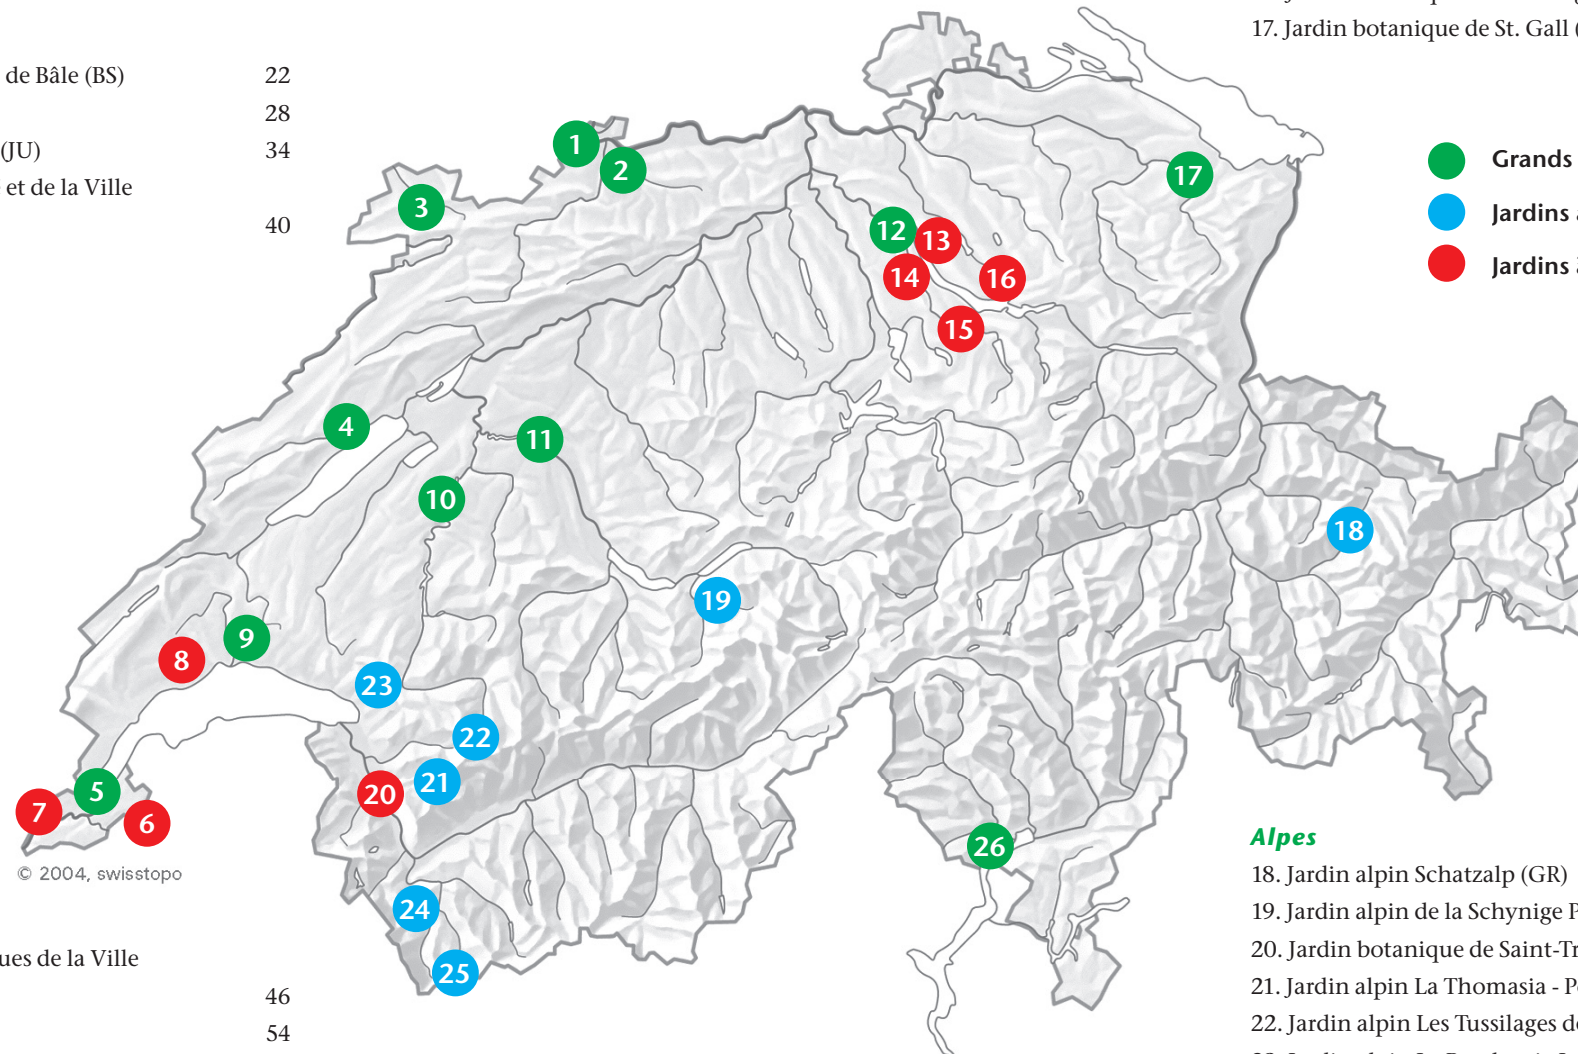 17. Jardin botanique de St. Gall (
de Bâle (BS) 22
28
(JU) 34
et de la Ville
40
1
2
3
17
12
13
14
16
15
4
11
10
18
19
9
8
23
22
21
20
5
7
6
26
24
25
Grands
Jardins
Jardins
© 2004, swisstopo
ues de la Ville
46
54
Alpes
18. Jardin alpin Schatzalp (GR)
19. Jardin alpin de la Schynige P
20. Jardin botanique de Saint-Tr
21. Jardin alpin La Thomasia - P
22. Jardin alpin Les Tussilages d